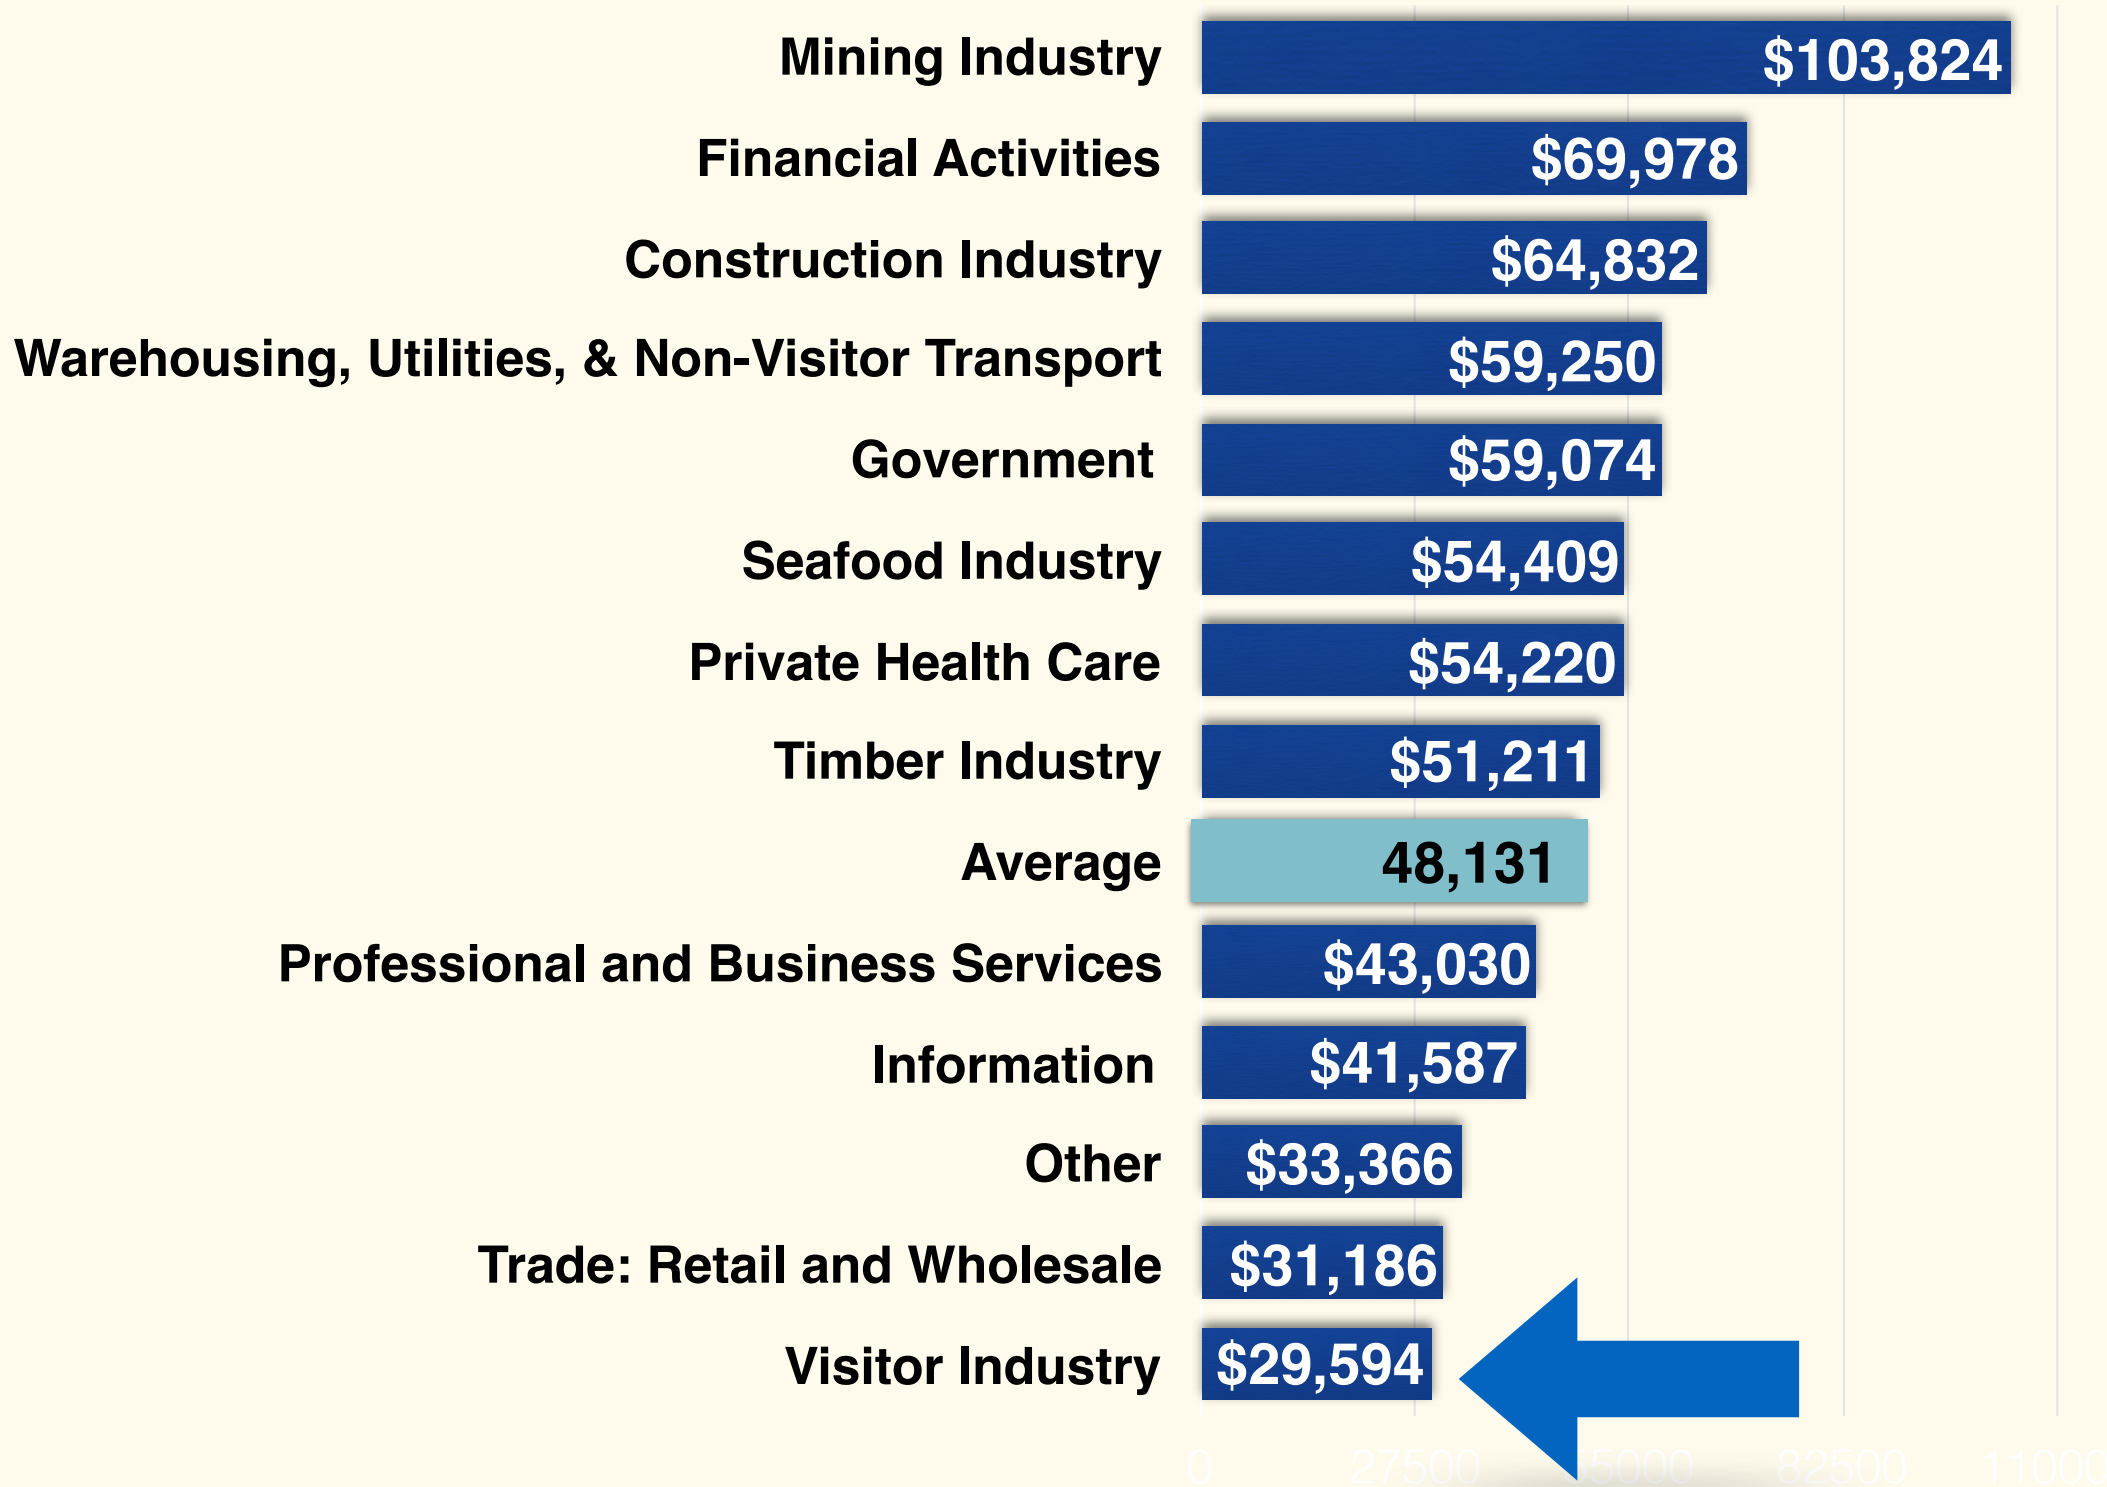 Mining Industry $103,824
Financial Activities $69,978
Construction Industry $64,832
Warehousing, Utilities, & Non-Visitor Transport $59,250
Government $59,074
Seafood Industry $54,409
Private Health Care $54,220
Timber Industry $51,211
Average 48,131
Professional and Business Services $43,030
Information $41,587
Other $33,366
Trade: Retail and Wholesale $31,186
Visitor Industry $29,594
0 27500 82500